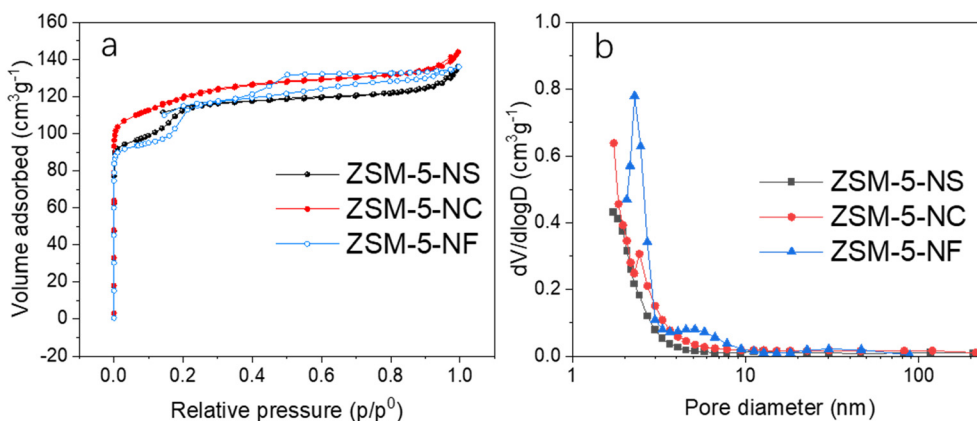 a
160
140
120
100
80
60
40
20
0
-20
0.0 0.2 0.4 0.6 0.8 1.0
Volume adsorbed (cm³g⁻¹)
Relative pressure (p/p⁰)
ZSM-5-NS
ZSM-5-NC
ZSM-5-NF
b
1.0
0.8
0.6
0.4
0.2
0.0
1 10 100
dV/dlogD (cm³g⁻¹)
Pore diameter (nm)
ZSM-5-NS
ZSM-5-NC
ZSM-5-NF